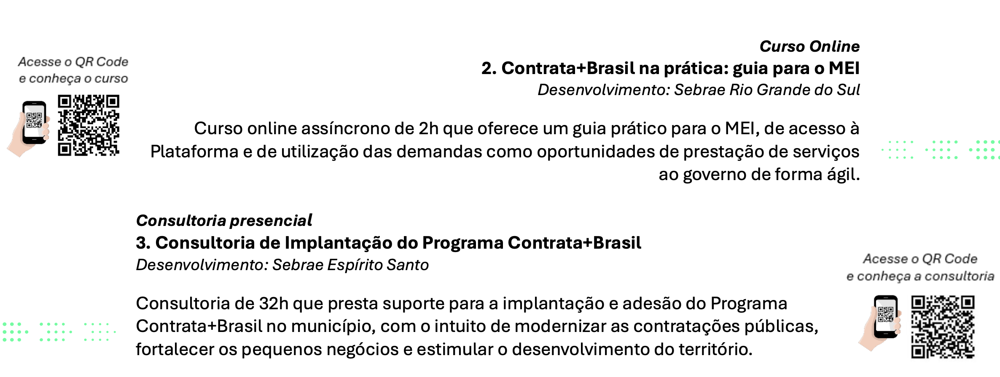 Acesse o QR Code
e conheça o curso
Curso Online
2. Contrata+Brasil na prática: guia para o MEI
Desenvolvimento: Sebrae Rio Grande do Sul
Curso online assíncrono de 2h que oferece um guia prático para o MEI, de acesso à
Plataforma e de utilização das demandas como oportunidades de prestação de serviços
ao governo de forma ágil.
Consultoria presencial
3. Consultoria de Implantação do Programa Contrata+Brasil
Desenvolvimento: Sebrae Espírito Santo
Consultoria de 32h que presta suporte para a implantação e adesão do Programa
Contrata+Brasil no município, com o intuito de modernizar as contratações públicas,
fortalecer os pequenos negócios e estimular o desenvolvimento do território.
Acesse o QR Code
e conheça a consultoria